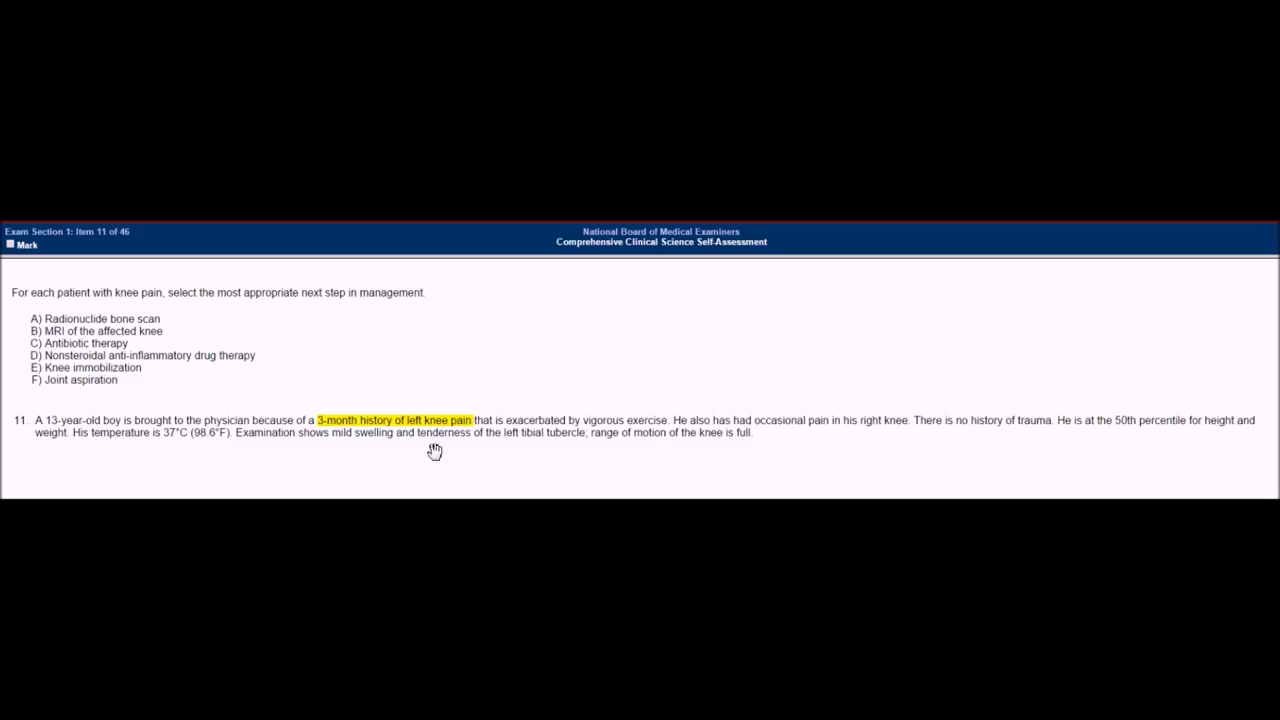 Exam Section 1: Item 11 of 46
National Board of Medical Examiners
Mark
Comprehensive Clinical Science Self-Assessment
For each patient with knee pain, select the most appropriate next step in management.
A) Radionuclide bone scan
B) MRI of the affected knee
C) Antibiotic therapy
D) Nonsteroidal anti-inflammatory drug therapy
E) Knee immobilization
F) Joint aspiration
11. A 13-year-old boy is brought to the physician because of a 3-month history of left knee pain that is exacerbated by vigorous exercise. He also has had occasional pain in his right knee. There is no history of trauma. He is at the 50th percentile for height and
weight. His temperature is 37°C (98.6°F). Examination shows mild swelling and tenderness of the left tibial tubercle; range of motion of the knee is full.